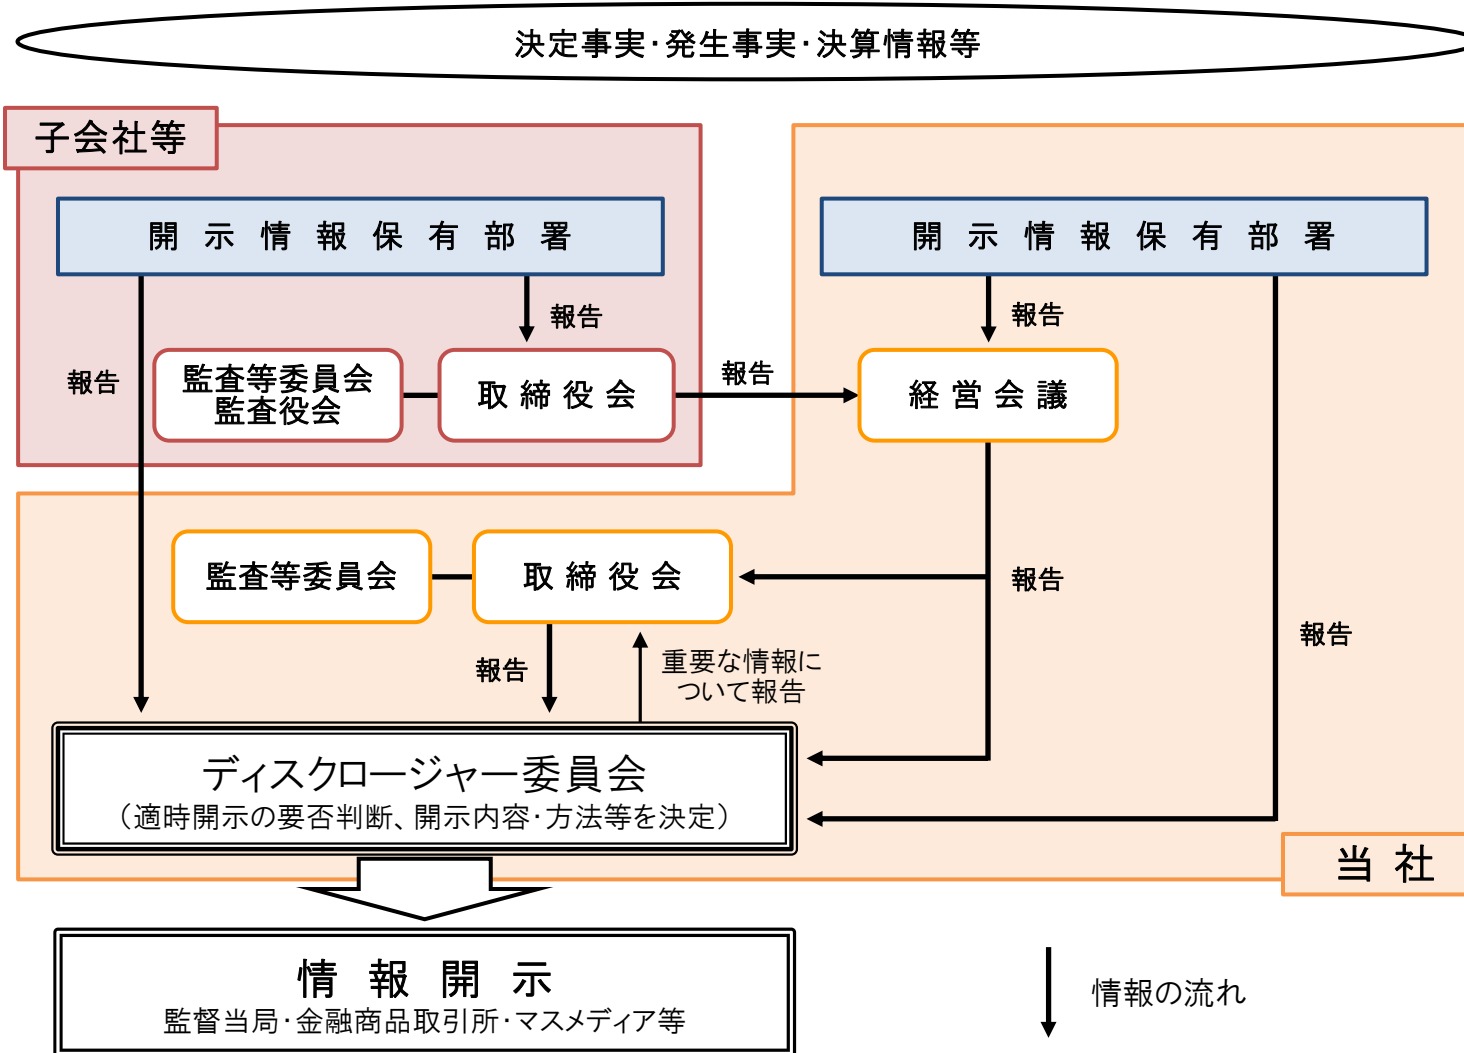 決定事実・発生事実・決算情報等
子会社等
開示情報保有部署
開示情報保有部署
報告
報告
報告
監査等委員会
監査役会
取締役会
報告
経営会議
監査等委員会
取締役会
報告
報告
報告
重要な情報に
ついて報告
ディスクロージャー委員会
（適時開示の要否判断、開示内容・方法等を決定）
当社
情報開示
監督当局・金融商品取引所・マスメディア等
情報の流れ